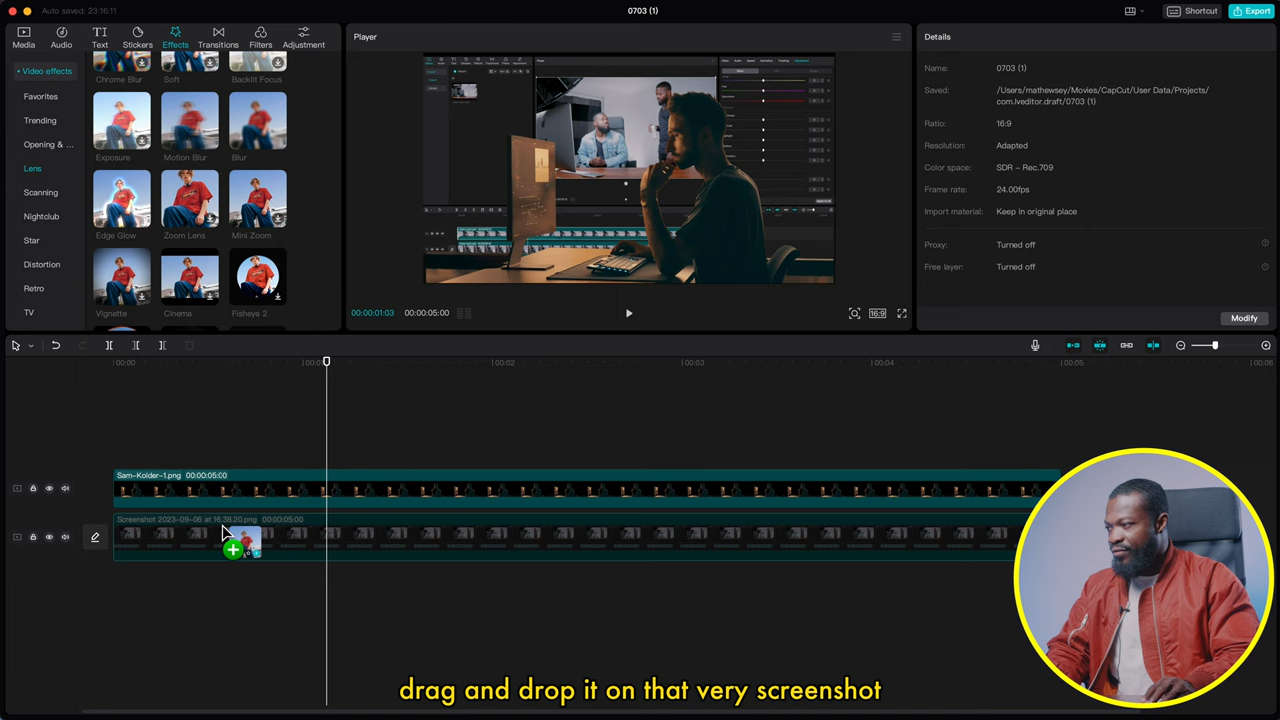 Auto saved: 23:16:11
0703 (1)
Shortcut
Export
Media
Audio
Text
Stickers
Effects
Transitions
Filters
Adjustment
Player
Details
• Video effects
Favorites
Trending
Opening & ...
Lens
Scanning
Nightclub
Star
Distortion
Retro
TV
Chrome Blur
Soft
Backlit Focus
Exposure
Motion Blur
Blur
Edge Glow
Zoom Lens
Mini Zoom
Vignette
Cinema
Fisheye 2
00:00:01:03
00:00:05:00
16:9
Name:
0703 (1)
Saved:
/Users/mathewsey/Movies/CapCut/User Data/Projects/
com.lveditor.draft/0703 (1)
Ratio:
16:9
Resolution:
Adapted
Color space:
SDR - Rec.709
Frame rate:
24.00fps
Import material:
Keep in original place
Proxy:
Turned off
Free layer:
Turned off
Modify
00:00
00:02
00:03
00:04
00:05
00:06
Sam-Kolder-1.png 00:00:05:00
Screenshot 2023-09-06 at 16.38.20.png 00:00:05:00
drag and drop it on that very screenshot